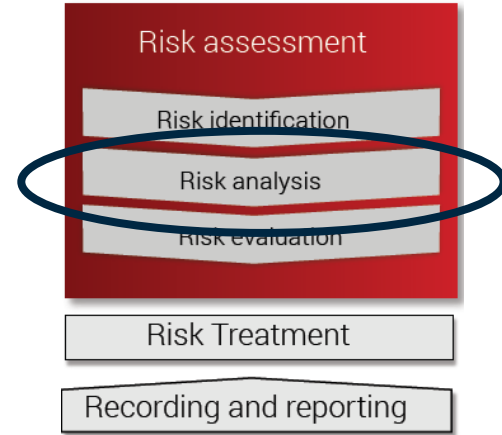 Risk assessment
Risk identification
Risk analysis
Risk evaluation
Risk Treatment
Recording and reporting